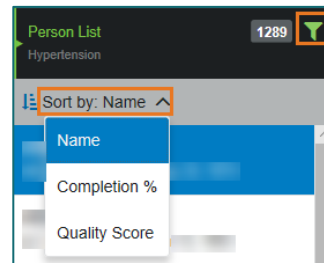 Person List 1289
Hypertension
Sort by: Name
Name
Completion %
Quality Score